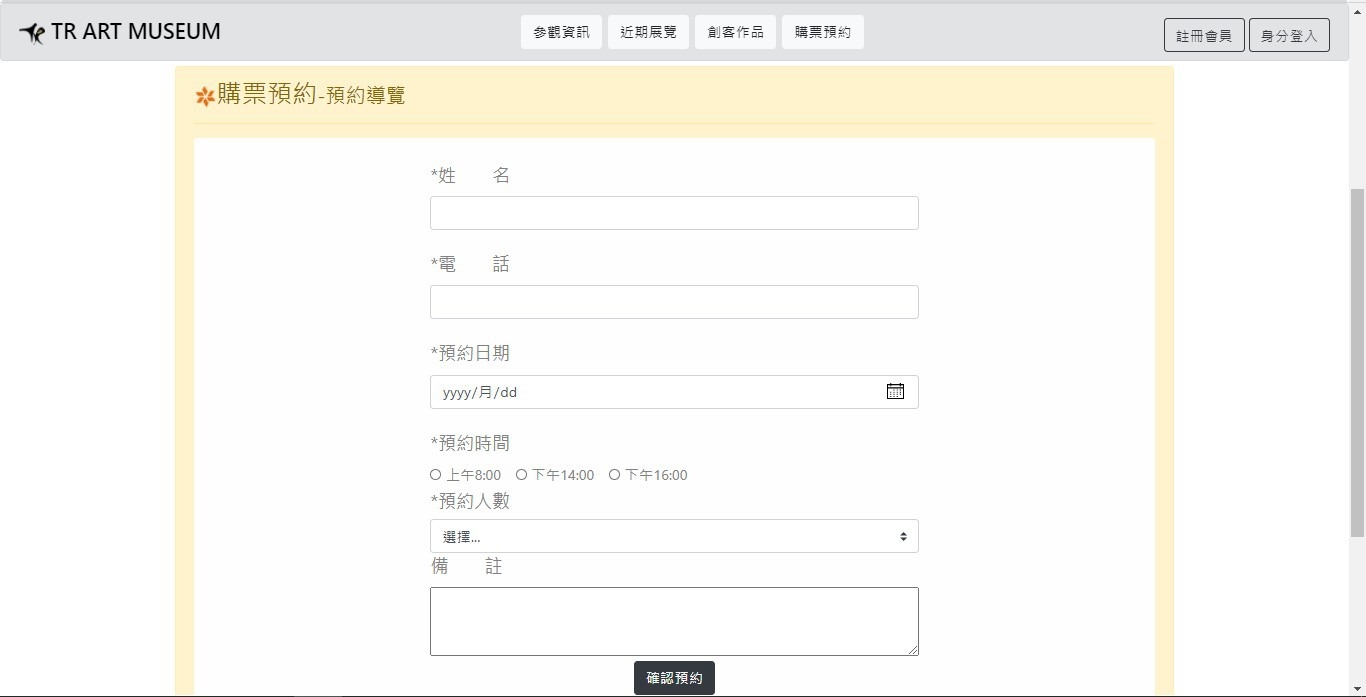 TR ART MUSEUM 參觀資訊 近期展覽 創客作品 購票預約 註冊會員 身分登入
購票預約-預約導覽
*姓 名
*電 話
*預約日期
yyyy/月/dd
*預約時間
上午8:00 下午14:00 下午16:00
*預約人數
選擇...
備 註
確認預約